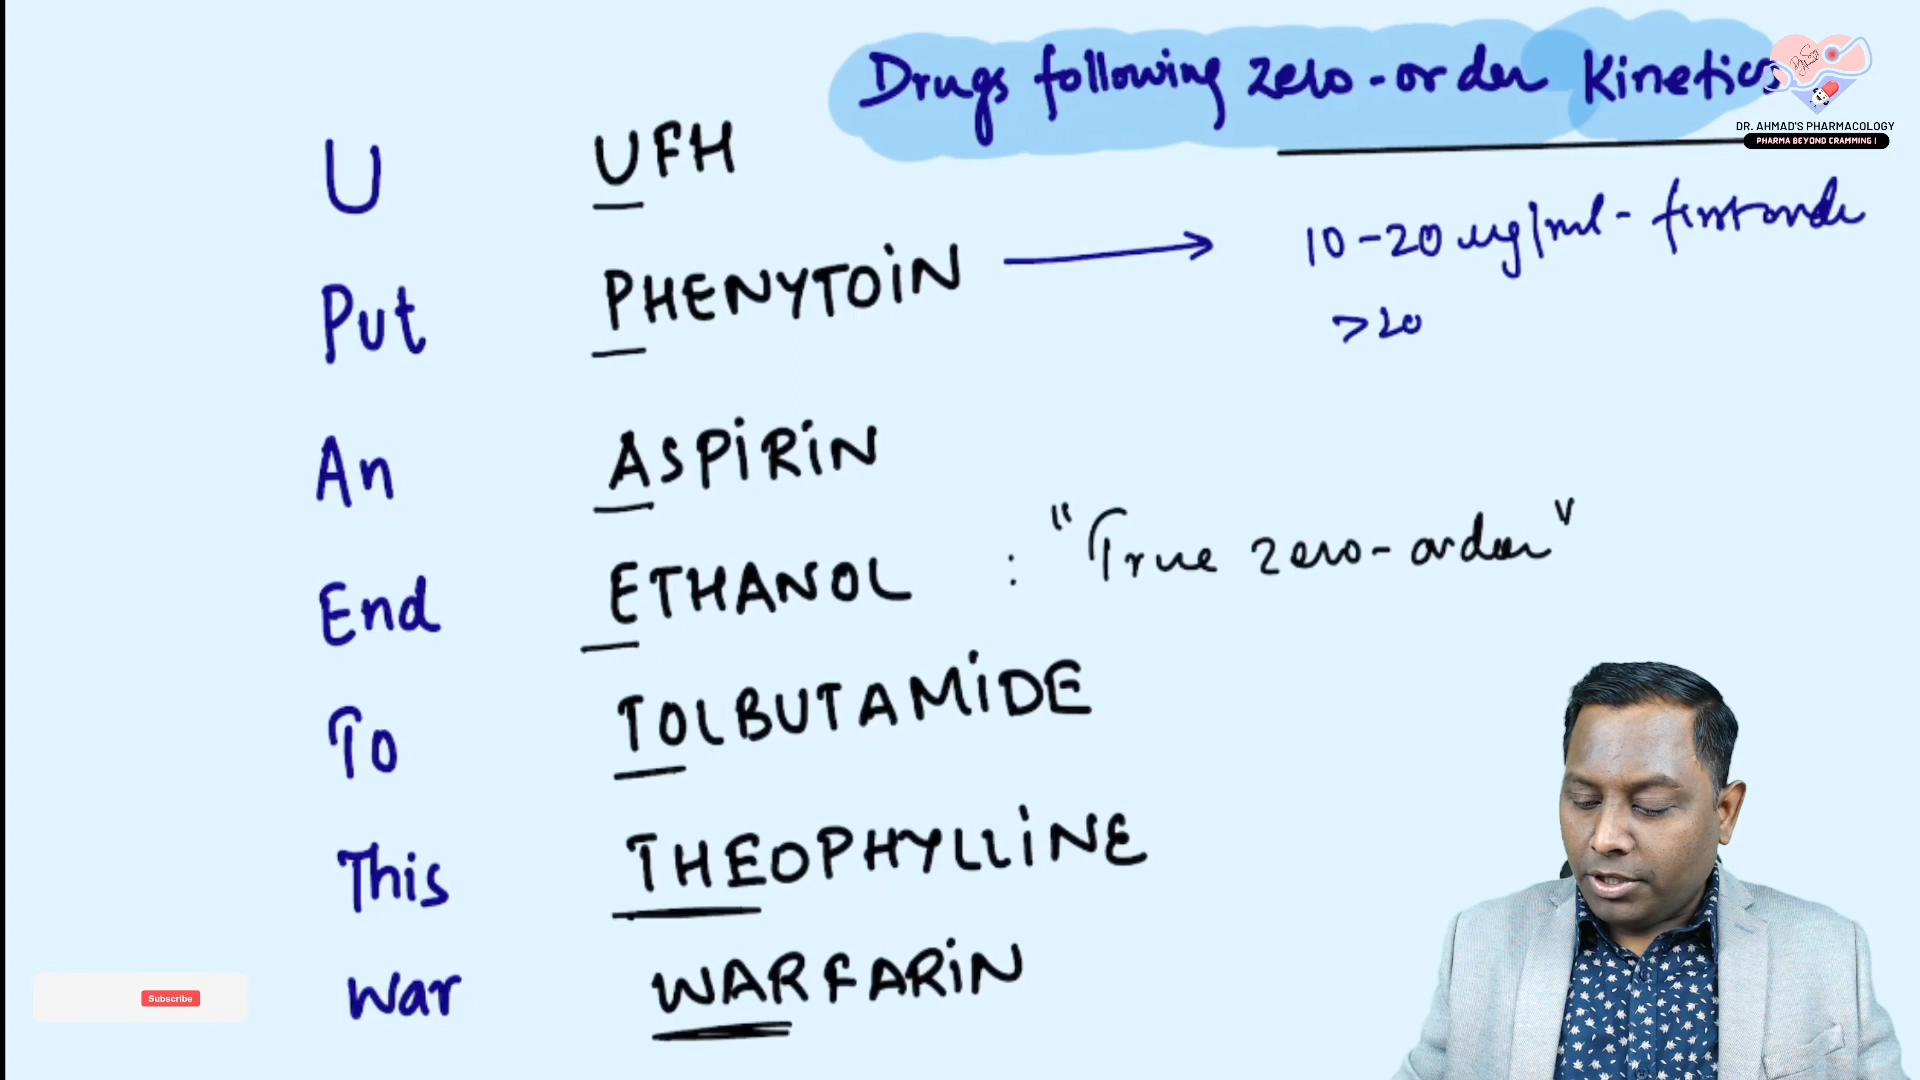 Drugs following zero-order Kinetics
DR. AHMAD'S PHARMACOLOGY
PHARMA BEYOND CRAMMING !
U UFH
Put PHENYTOIN → 10-20 ug/ml - first order
>20
An ASPIRIN
End ETHANOL : "True zero-order"
To TOLBUTAMIDE
This THEOPHYLLINE
War WARFARIN
Subscribe